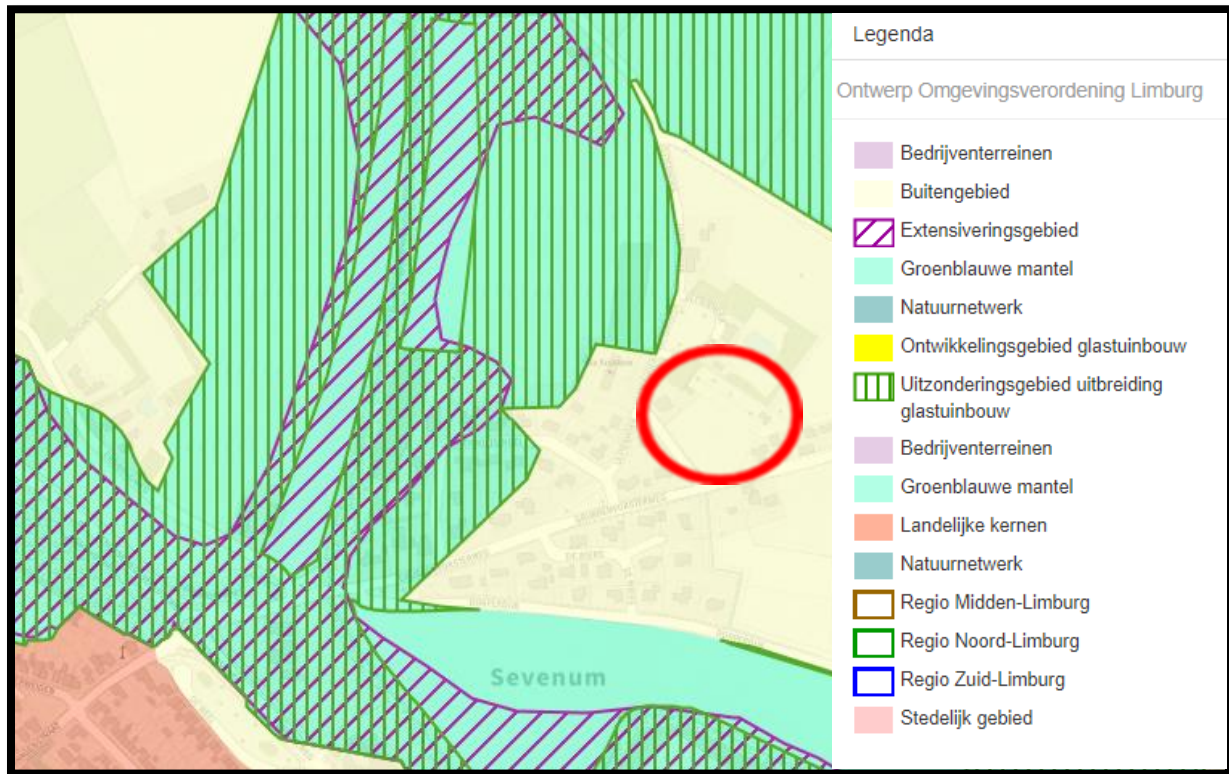 Sevenum
Legenda
Ontwerp Omgevingsverordening Limburg
Bedrijventerreinen
Buitengebied
Extensiveringsgebied
Groenblauwe mantel
Natuurnetwerk
Ontwikkelingsgebied glastuinbouw
Uitzonderingsgebied uitbreiding
glastuinbouw
Bedrijventerreinen
Groenblauwe mantel
Landelijke kernen
Natuurnetwerk
Regio Midden-Limburg
Regio Noord-Limburg
Regio Zuid-Limburg
Stedelijk gebied